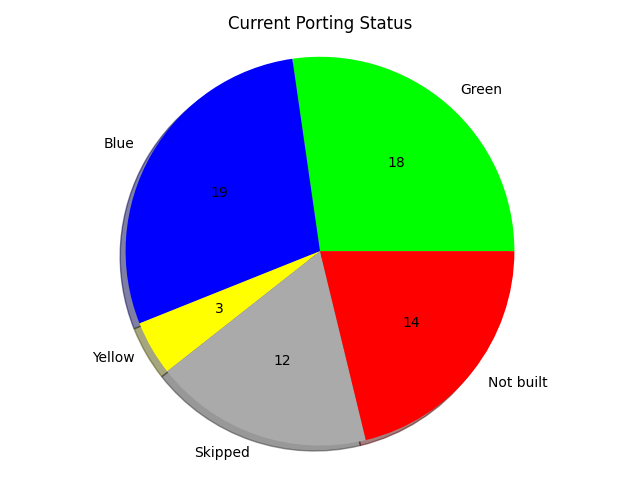 Current Porting Status
Green
18
Blue
19
Yellow
3
Skipped
12
Not built
14